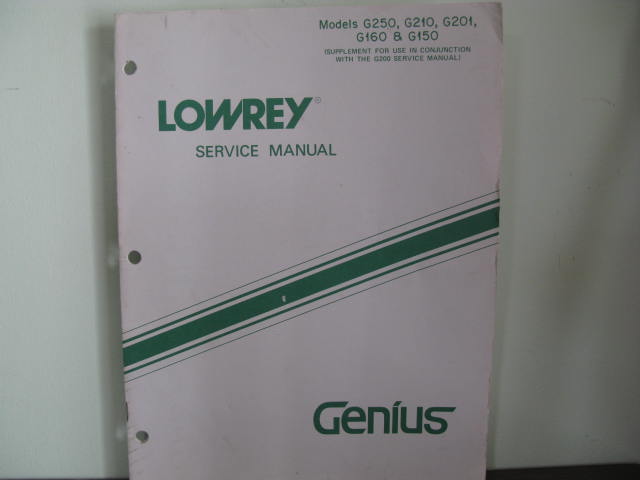 Models G250, G210, G201,
G160 & G150
(SUPPLEMENT FOR USE IN CONJUNCTION
WITH THE G200 SERVICE MANUAL)
LOWREY®
SERVICE MANUAL
Genius